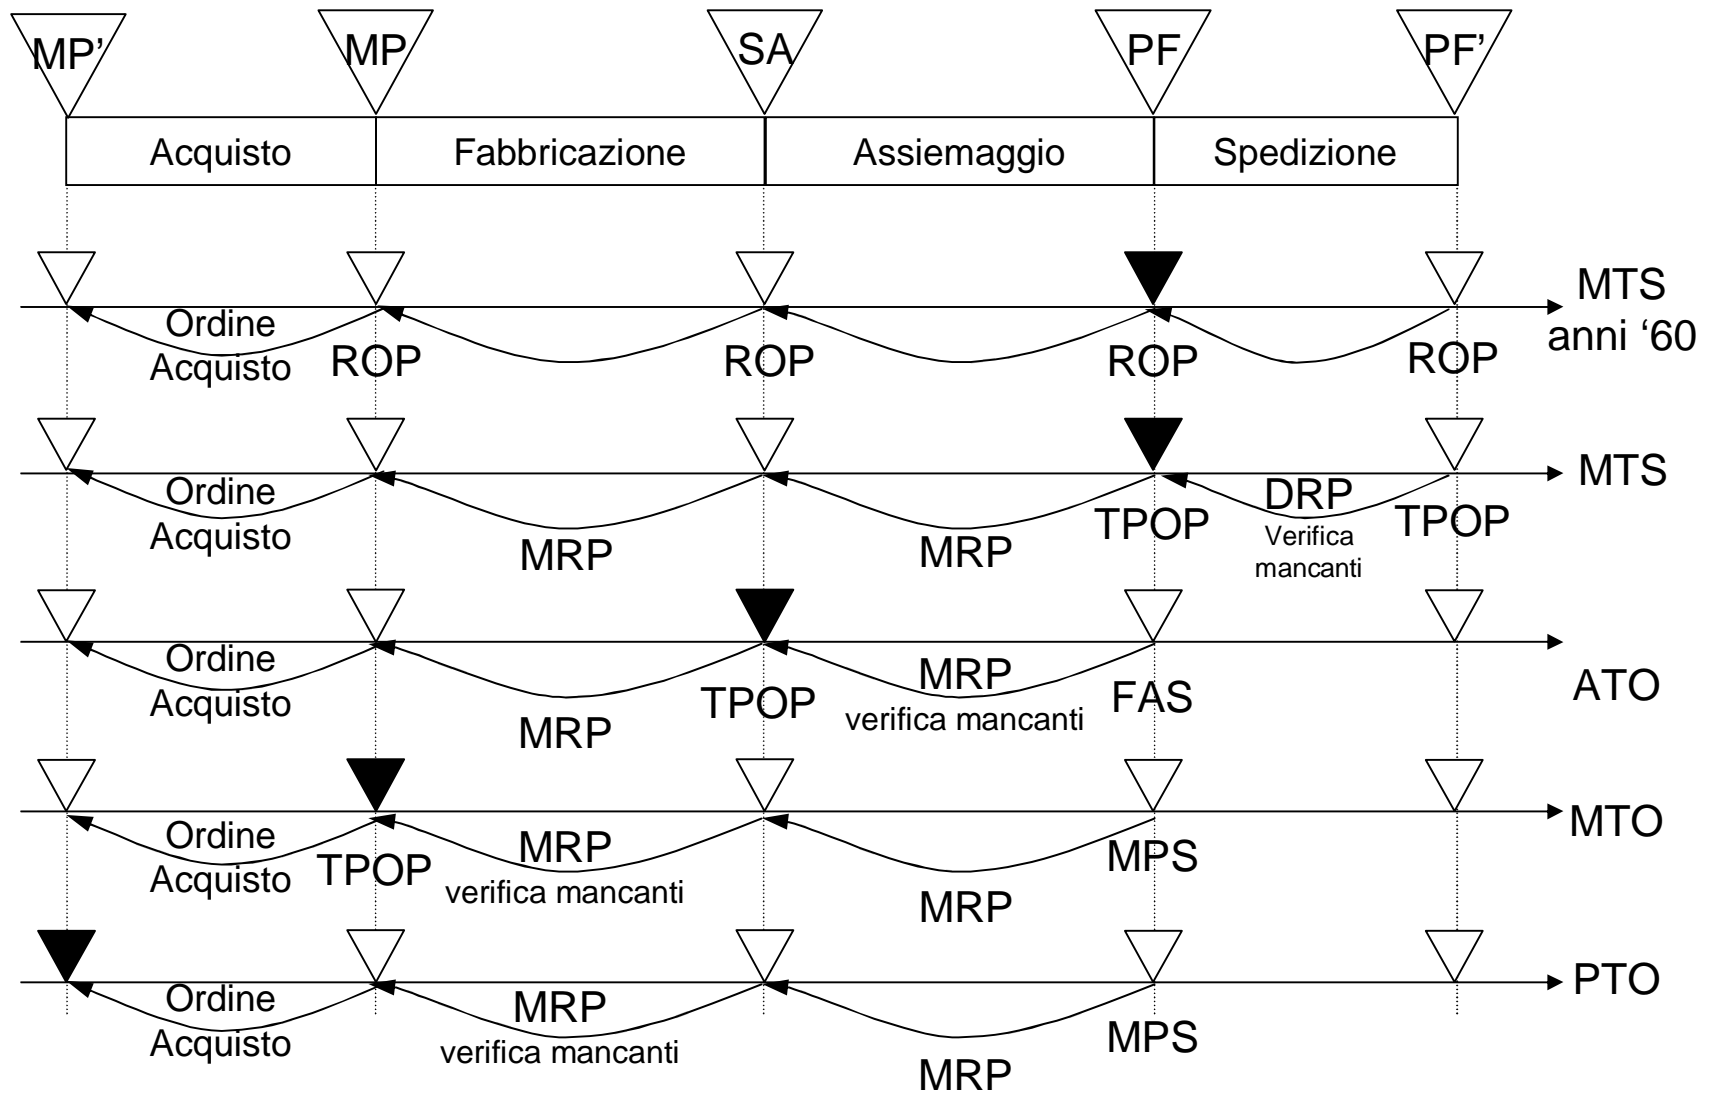 MP’ MP SA PF PF’
Acquisto Fabbricazione Assiemaggio Spedizione
MTS
anni ‘60
Ordine
Acquisto
ROP ROP ROP ROP
MTS
Ordine
Acquisto
MRP MRP
TPOP
DRP
Verifica
mancanti
TPOP
ATO
Ordine
Acquisto
MRP
TPOP
MRP
verifica mancanti
FAS
MTO
Ordine
Acquisto
TPOP
MRP
verifica mancanti
MRP
MPS
PTO
Ordine
Acquisto
MRP
verifica mancanti
MRP
MPS